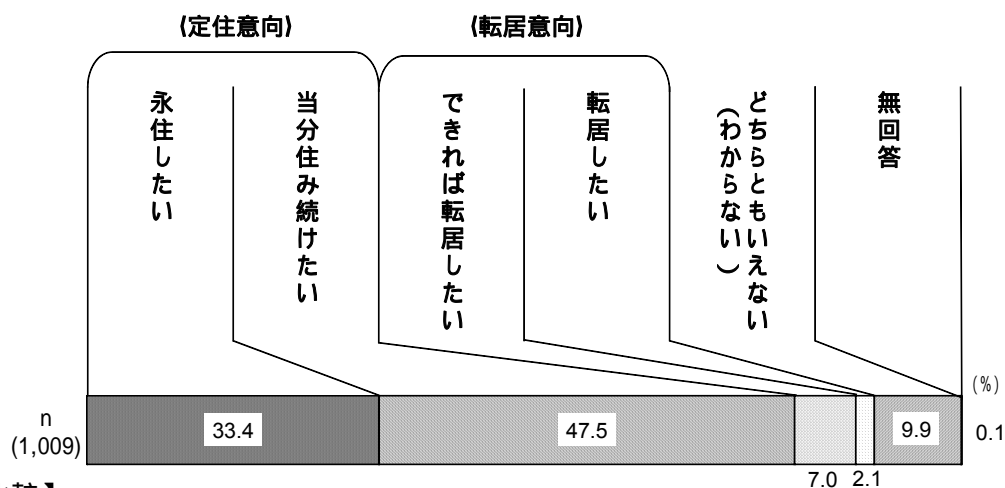 (定住意向)
(転居意向)
永住したい
当分住み続けたい
できれば転居したい
転居したい
どちらともいえない
(わからない)
無回答
(%)
n
(1,009)
33.4
47.5
7.0
2.1
9.9
0.1